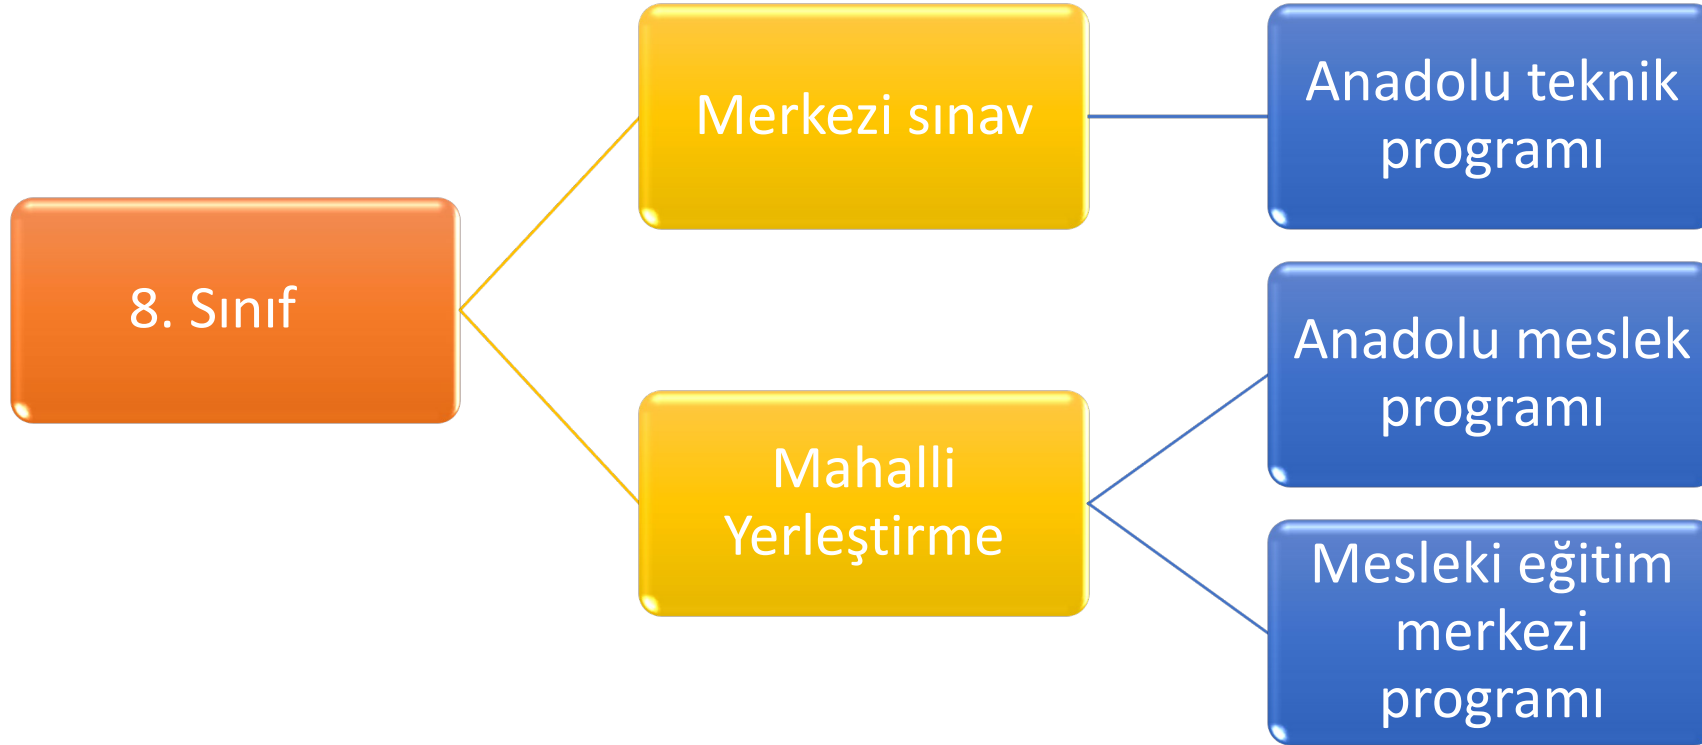 8. Sınıf
Merkezi sınav
Mahalli
Yerleştirme
Anadolu teknik
programı
Anadolu meslek
programı
Mesleki eğitim
merkezi
programı